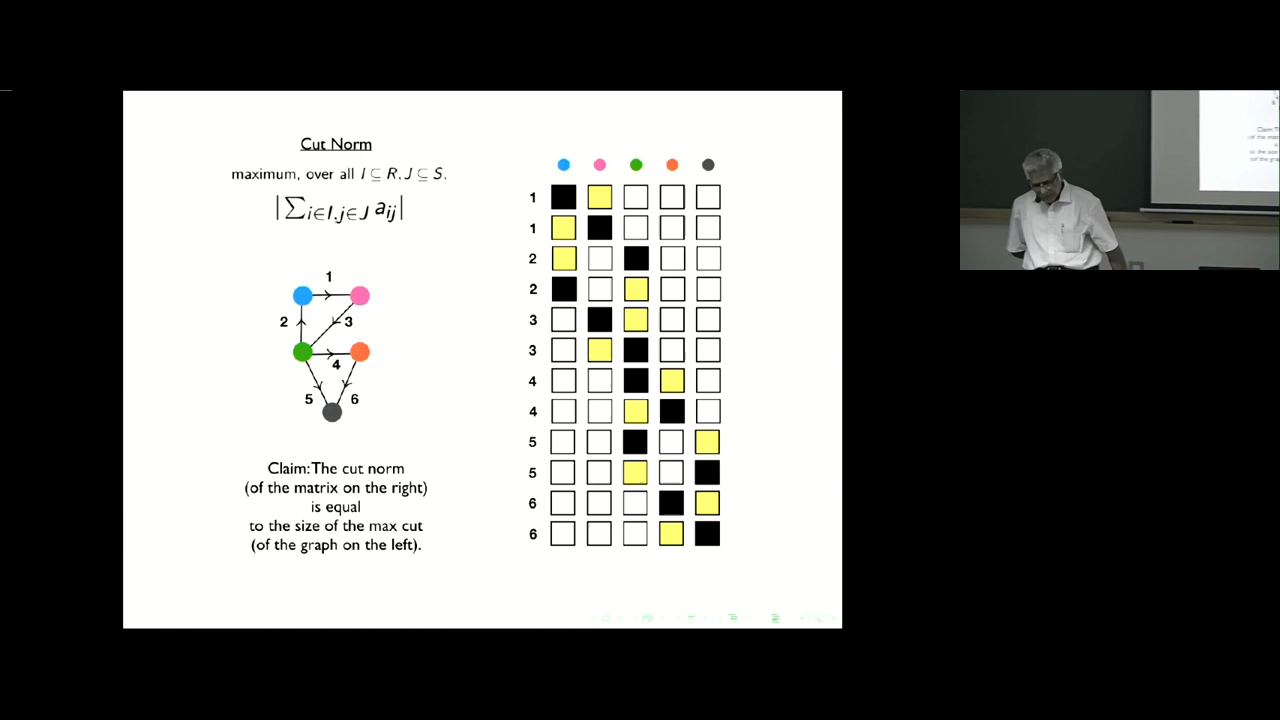 Cut Norm
maximum, over all I ⊆ R, J ⊆ S,
|∑i∈I,j∈J aij|
1
2
3
4
5
6
Claim: The cut norm
(of the matrix on the right)
is equal
to the size of the max cut
(of the graph on the left).
1
1
2
2
3
3
4
4
5
5
6
6